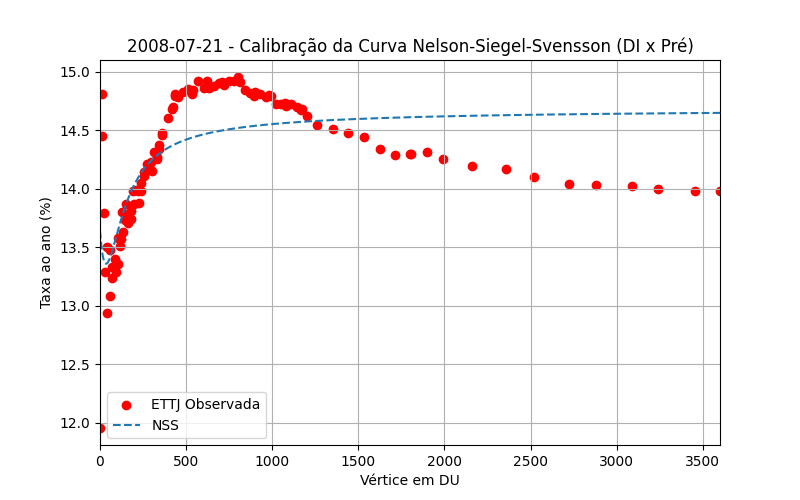 2008-07-21 - Calibração da Curva Nelson-Siegel-Svensson (DI x Pré)
Taxa ao ano (%)
15.0
14.5
14.0
13.5
13.0
12.5
12.0
ETTJ Observada
NSS
0 500 1000 1500 2000 2500 3000 3500
Vértice em DU